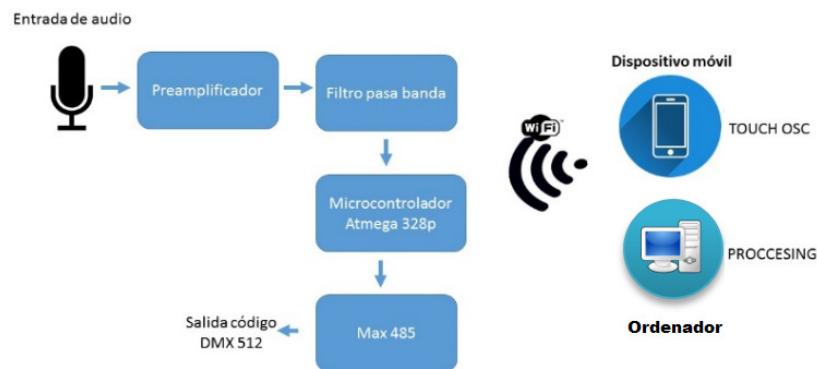 Entrada de audio
Preamplificador
Filtro pasa banda
Microcontrolador
Atmega 328p
Max 485
Salida código
DMX 512
WiFi
Dispositivo móvil
TOUCH OSC
PROCCESING
Ordenador